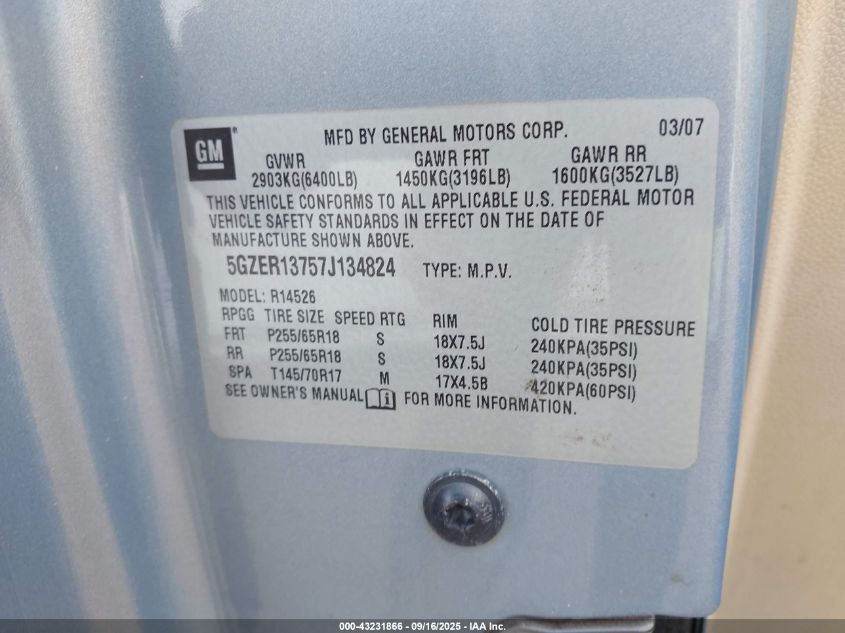 GM ®
MFD BY GENERAL MOTORS CORP. 03/07
GVWR GAWR FRT GAWR RR
2903KG(6400LB) 1450KG(3196LB) 1600KG(3527LB)
THIS VEHICLE CONFORMS TO ALL APPLICABLE U.S. FEDERAL MOTOR
VEHICLE SAFETY STANDARDS IN EFFECT ON THE DATE OF
MANUFACTURE SHOWN ABOVE.
5GZER13757J134824 TYPE: M.P.V.
MODEL: R14526
RPGG TIRE SIZE SPEED RTG RIM COLD TIRE PRESSURE
FRT P255/65R18 S 18X7.5J 240KPA(35PSI)
RR P255/65R18 S 18X7.5J 240KPA(35PSI)
SPA T145/70R17 M 17X4.5B 420KPA(60PSI)
SEE OWNER'S MANUAL i FOR MORE INFORMATION.
000-43231866 - 09/16/2025 - IAA Inc.